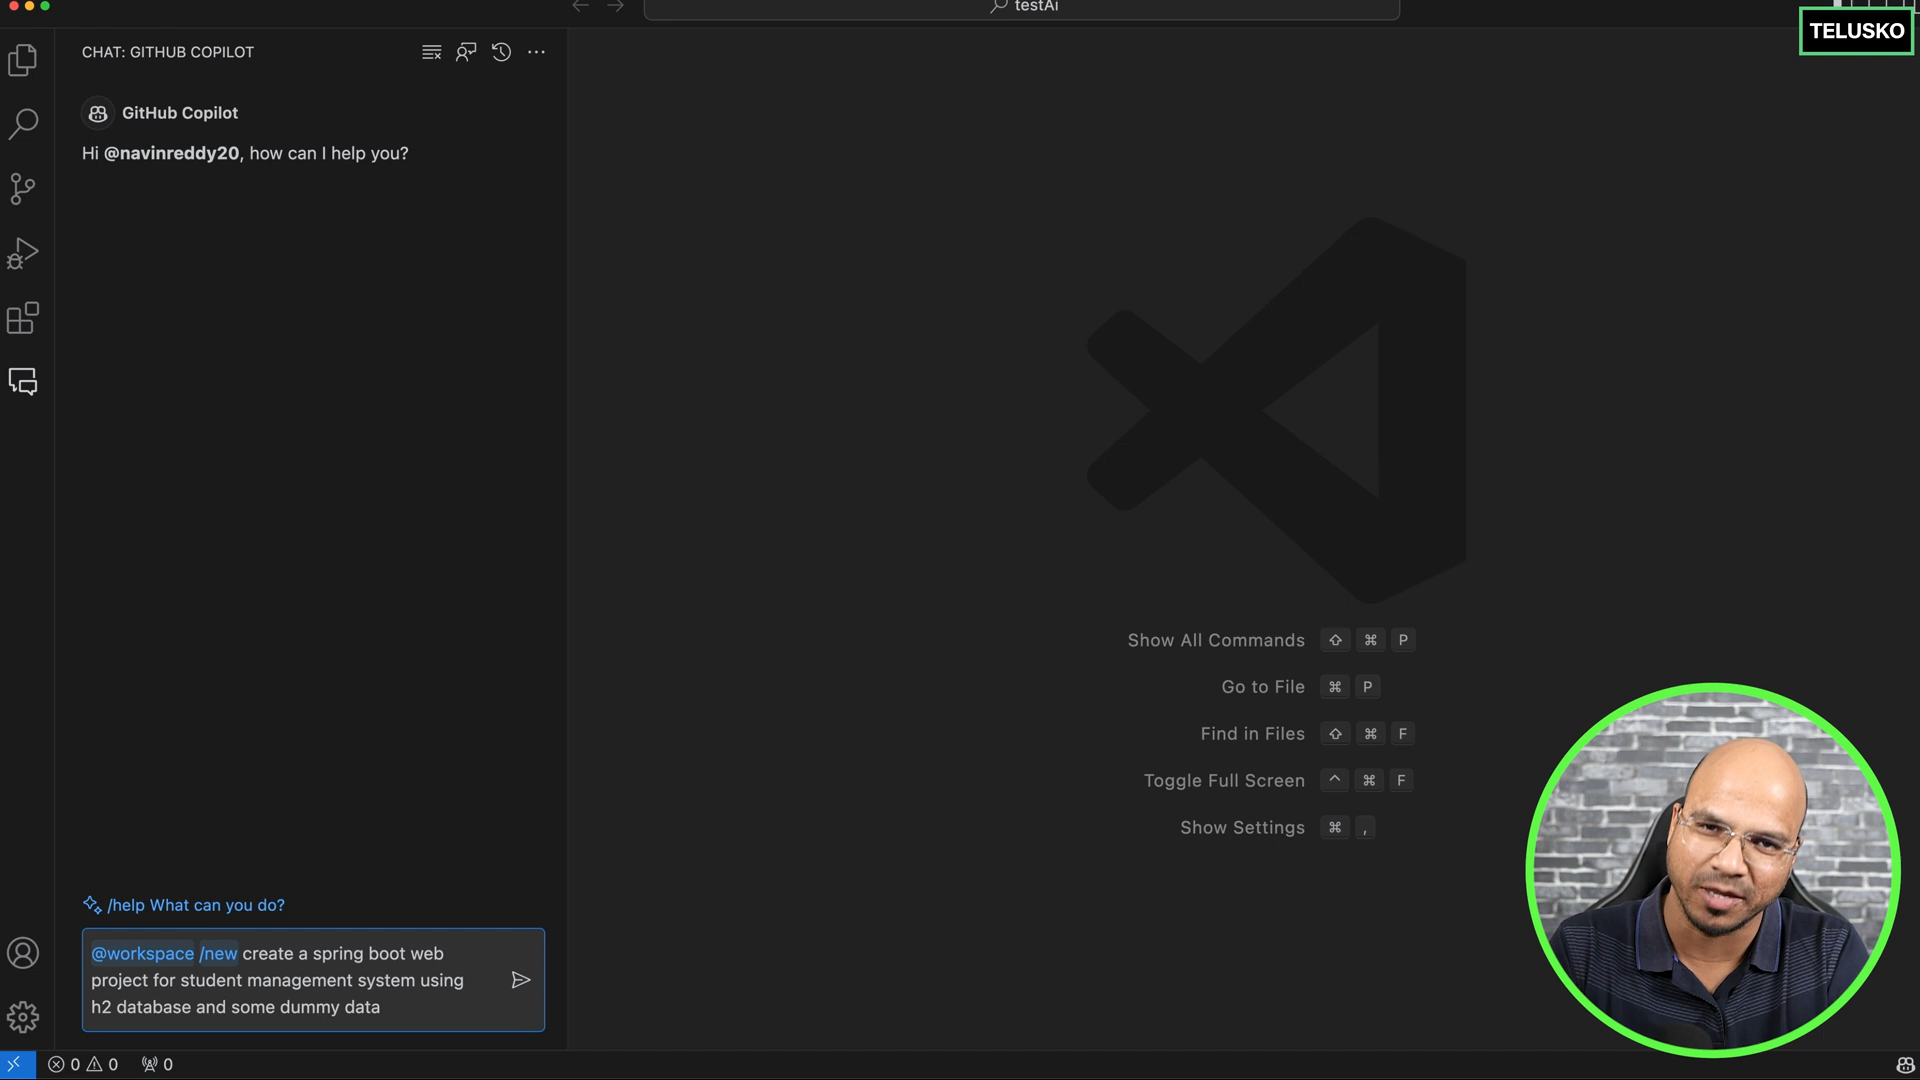 testAi
TELUSKO
CHAT: GITHUB COPILOT
GitHub Copilot
Hi @navinreddy20, how can I help you?
Show All Commands ⇧ ⌘ P
Go to File ⌘ P
Find in Files ⇧ ⌘ F
Toggle Full Screen ^ ⌘ F
Show Settings ⌘ ,
/help What can you do?
@workspace /new create a spring boot web
project for student management system using
h2 database and some dummy data
0 0 0